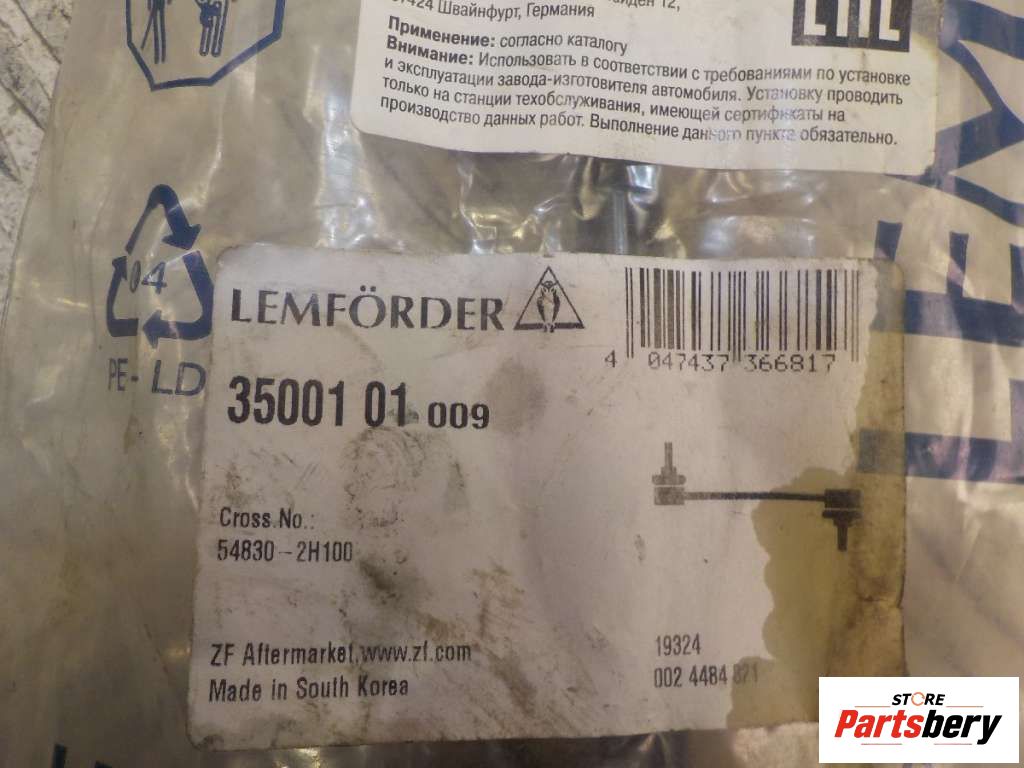 97424 Швайнфурт, Германия
Применение: согласно каталогу
Внимание: Использовать в соответствии с требованиями по установке
и эксплуатации завода-изготовителя автомобиля. Установку проводить
только на станции техобслуживания, имеющей сертификаты на
производство данных работ. Выполнение данного пункта обязательно.
04
PE-LD
LEMFÖRDER
4 047437 366817
35001 01 009
Cross No.:
54830-2H100
ZF Aftermarket,www.zf.com
Made in South Korea
19324
002 4484 871
STORE
Partsbery